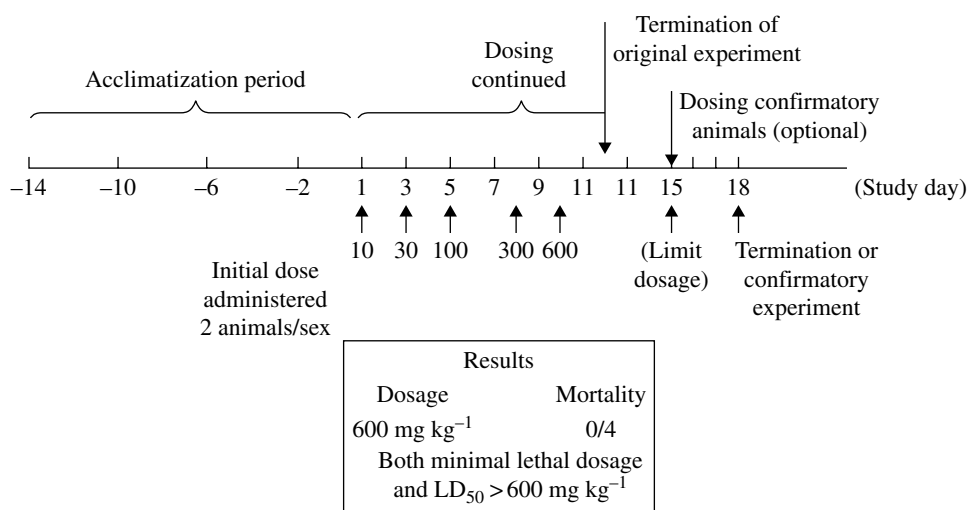 Termination of
original experiment
Dosing
continued
Acclimatization period
Dosing confirmatory
animals (optional)
–14 –10 –6 –2 1 3 5 7 9 11 11 15 18 (Study day)
10 30 100 300 600
(Limit
dosage)
Termination or
confirmatory
experiment
Initial dose
administered
2 animals/sex
Results
Dosage Mortality
600 mg kg⁻¹ 0/4
Both minimal lethal dosage
and LD₅₀ > 600 mg kg⁻¹